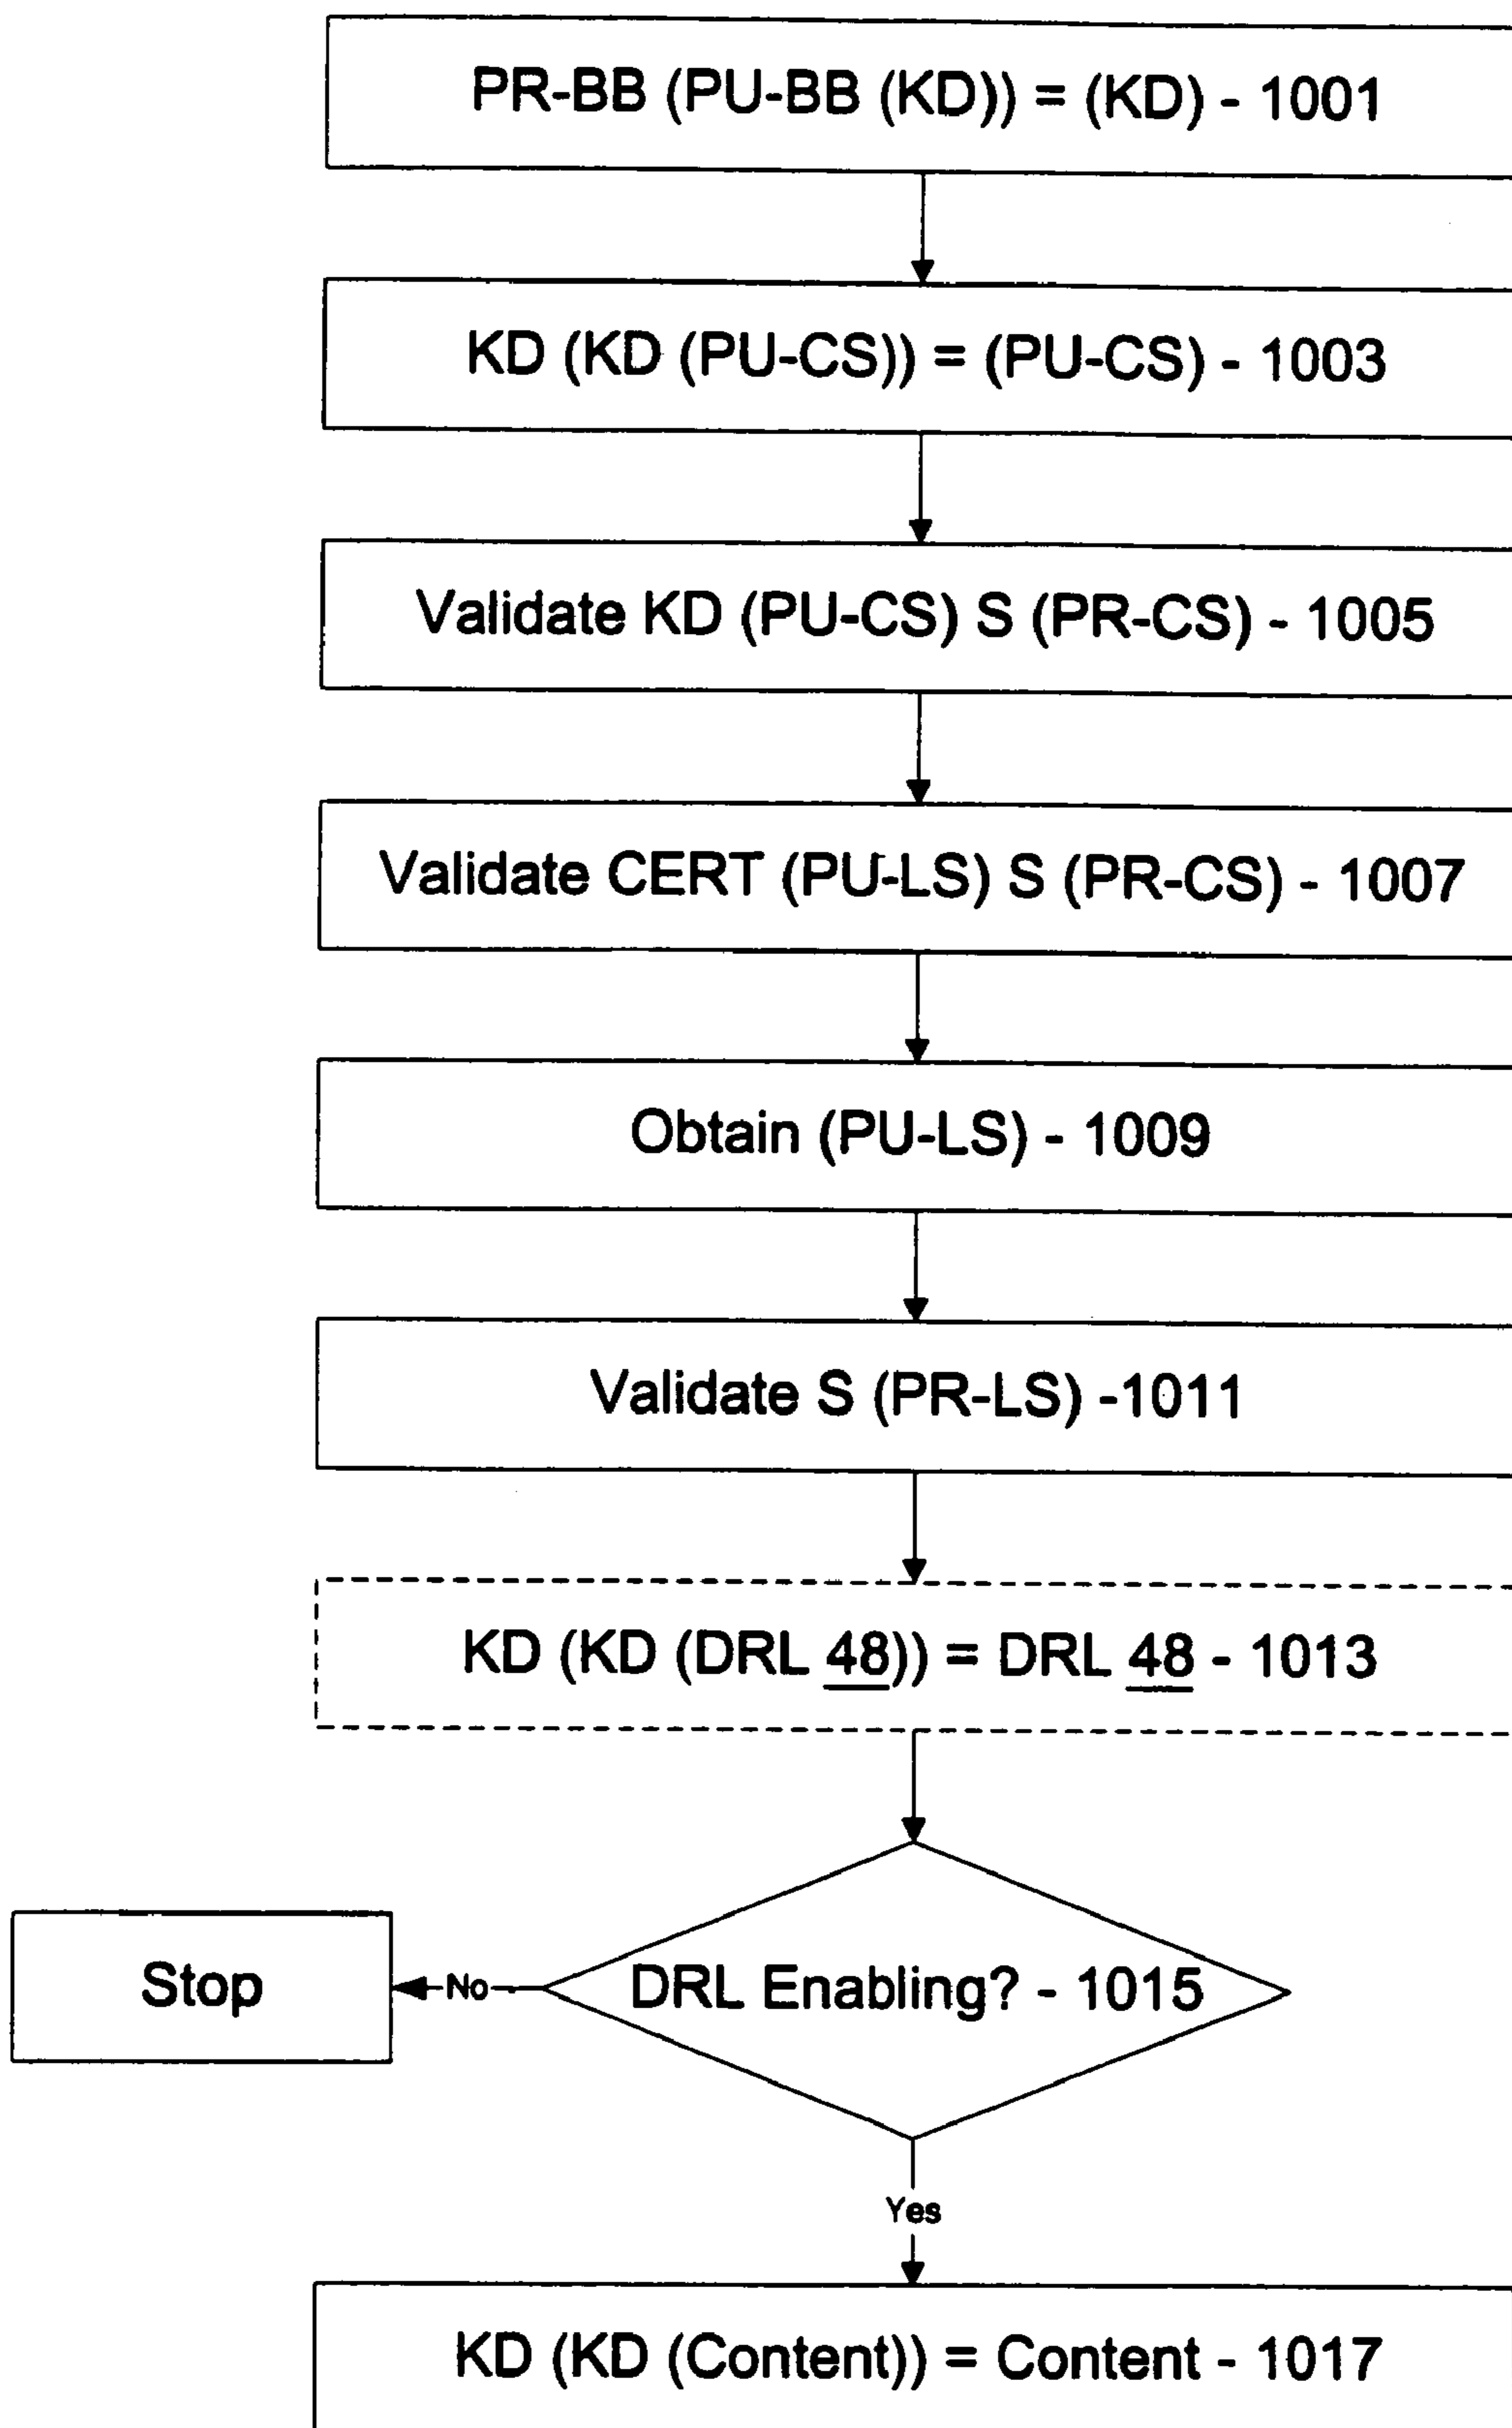 PR-BB (PU-BB (KD)) = (KD) - 1001
KD (KD (PU-CS)) = (PU-CS) - 1003
Validate KD (PU-CS) S (PR-CS) - 1005
Validate CERT (PU-LS) S (PR-CS) - 1007
Obtain (PU-LS) - 1009
Validate S (PR-LS) -1011
KD (KD (DRL 48)) = DRL 48 - 1013
DRL Enabling? - 1015
No
Stop
Yes
KD (KD (Content)) = Content - 1017